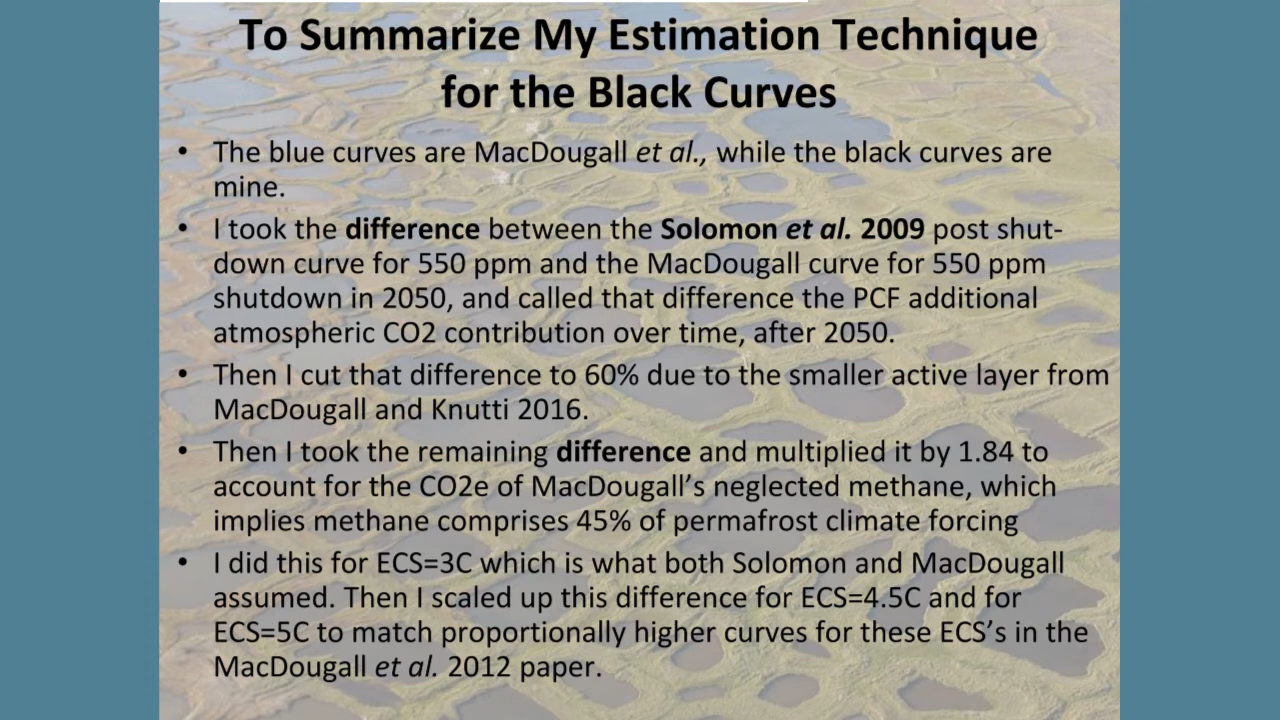 To Summarize My Estimation Technique
for the Black Curves
• The blue curves are MacDougall et al., while the black curves are
mine.
• I took the difference between the Solomon et al. 2009 post shut-
down curve for 550 ppm and the MacDougall curve for 550 ppm
shutdown in 2050, and called that difference the PCF additional
atmospheric CO2 contribution over time, after 2050.
• Then I cut that difference to 60% due to the smaller active layer from
MacDougall and Knutti 2016.
• Then I took the remaining difference and multiplied it by 1.84 to
account for the CO2e of MacDougall’s neglected methane, which
implies methane comprises 45% of permafrost climate forcing
• I did this for ECS=3C which is what both Solomon and MacDougall
assumed. Then I scaled up this difference for ECS=4.5C and for
ECS=5C to match proportionally higher curves for these ECS’s in the
MacDougall et al. 2012 paper.